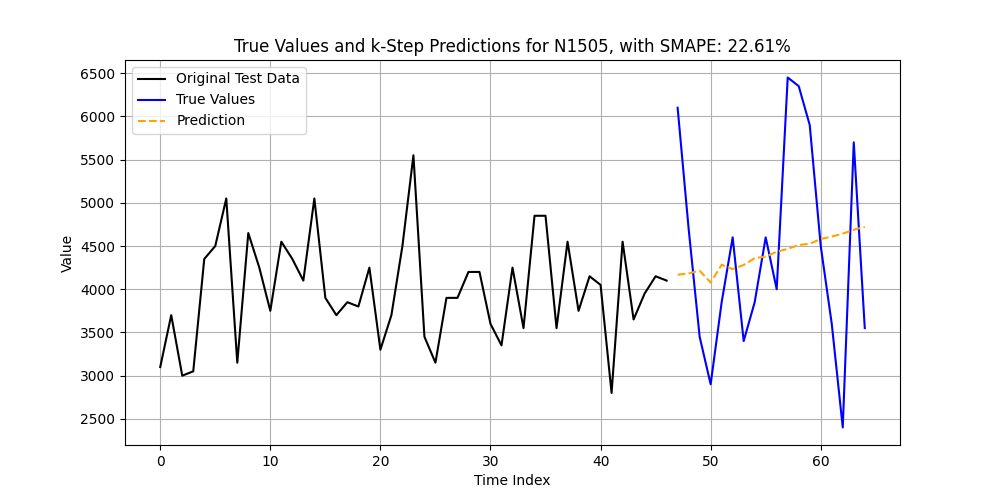 True Values and k-Step Predictions for N1505, with SMAPE: 22.61%
Original Test Data
True Values
Prediction
6500
6000
5500
5000
4500
4000
3500
3000
2500
Value
0 10 20 30 40 50 60
Time Index